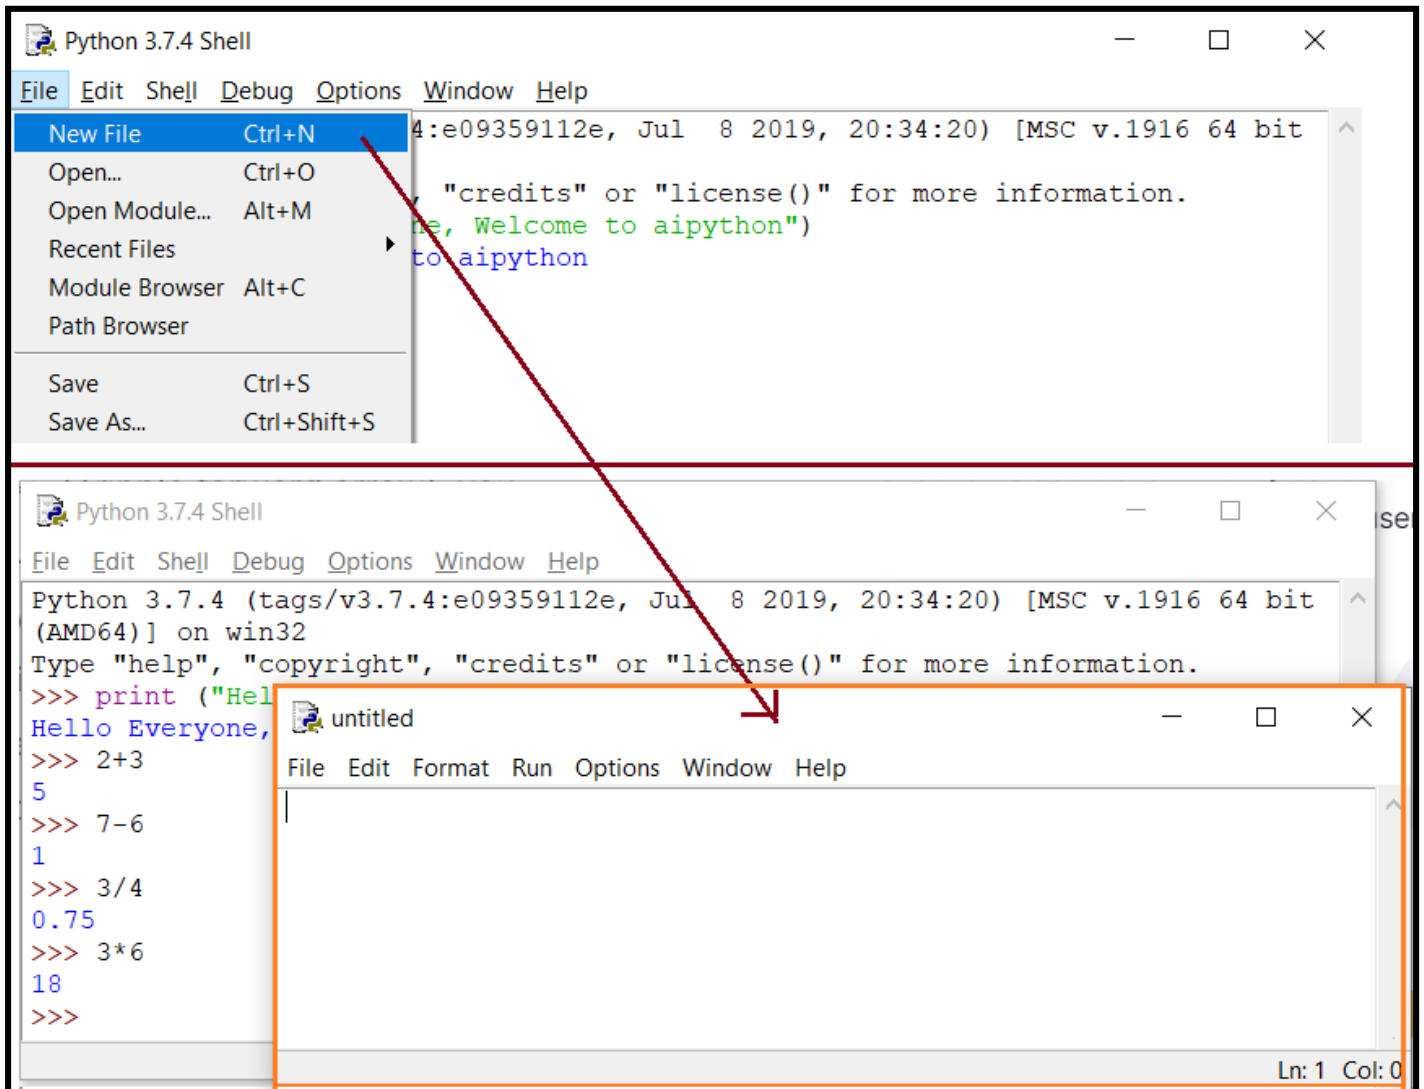 Python 3.7.4 Shell
File Edit Shell Debug Options Window Help
New File Ctrl+N
Open... Ctrl+O
Open Module... Alt+M
Recent Files
Module Browser Alt+C
Path Browser
Save Ctrl+S
Save As... Ctrl+Shift+S
4:e09359112e, Jul 8 2019, 20:34:20) [MSC v.1916 64 bit
, "credits" or "license()" for more information.
ne, Welcome to aipython")
to aipython
Python 3.7.4 Shell
File Edit Shell Debug Options Window Help
Python 3.7.4 (tags/v3.7.4:e09359112e, Jul 8 2019, 20:34:20) [MSC v.1916 64 bit
(AMD64)] on win32
Type "help", "copyright", "credits" or "license()" for more information.
>>> print ("Hel
Hello Everyone,
>>> 2+3
5
>>> 7-6
1
>>> 3/4
0.75
>>> 3*6
18
>>>
untitled
File Edit Format Run Options Window Help
Ln: 1 Col: 0